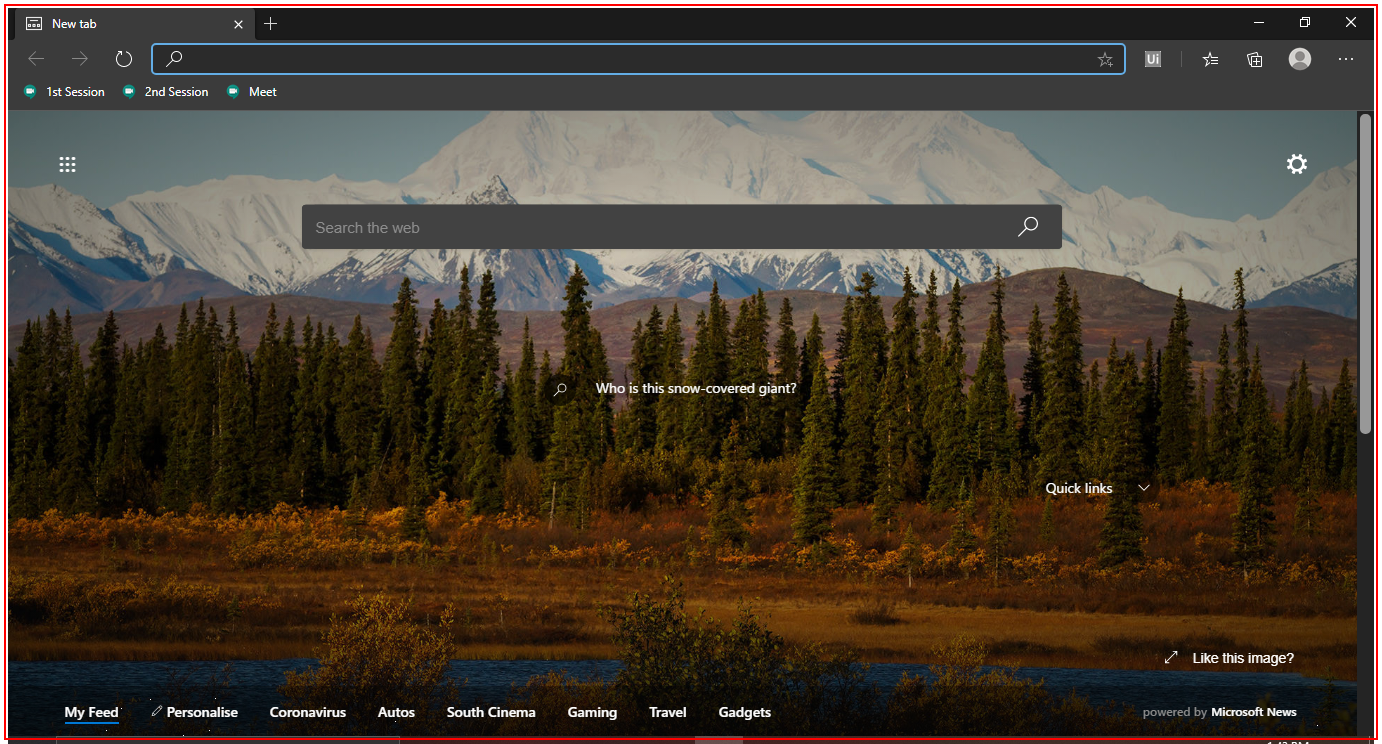 New tab
Ui
1st Session 2nd Session Meet
Search the web
Who is this snow-covered giant?
Quick links
Like this image?
My Feed Personalise Coronavirus Autos South Cinema Gaming Travel Gadgets powered by Microsoft News